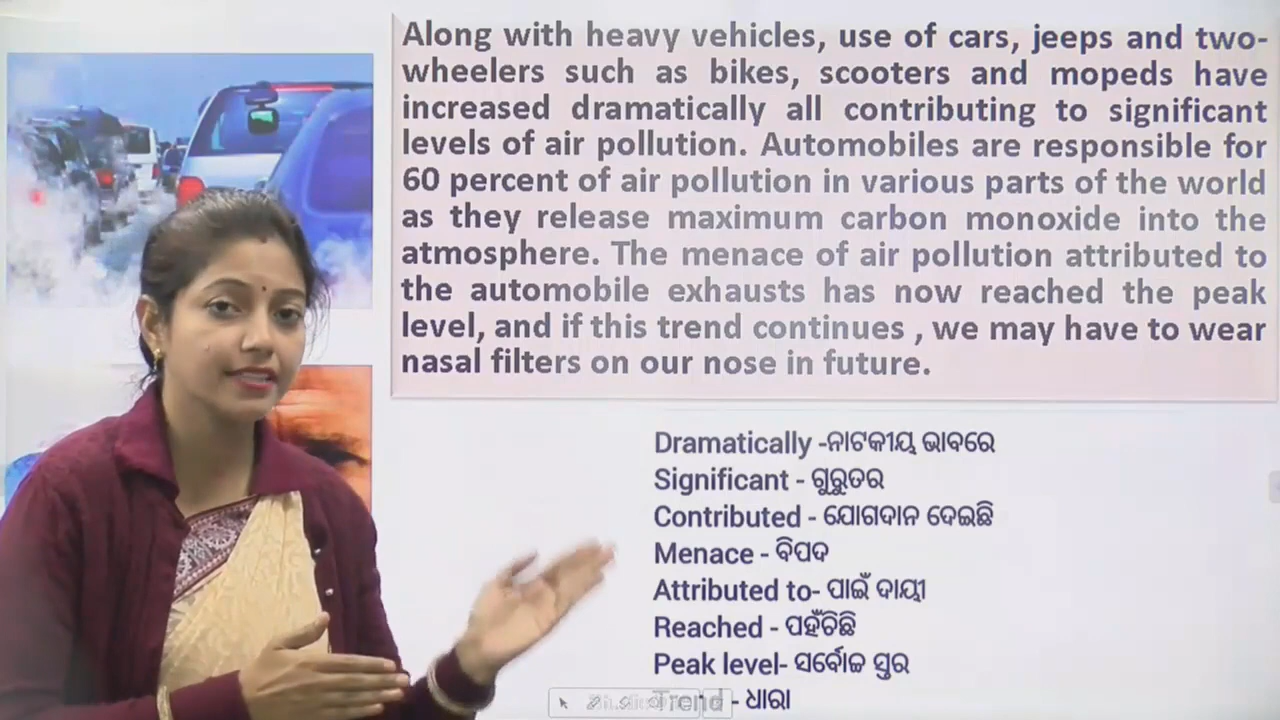 Along with heavy vehicles, use of cars, jeeps and two-
wheelers such as bikes, scooters and mopeds have
increased dramatically all contributing to significant
levels of air pollution. Automobiles are responsible for
60 percent of air pollution in various parts of the world
as they release maximum carbon monoxide into the
atmosphere. The menace of air pollution attributed to
the automobile exhausts has now reached the peak
level, and if this trend continues , we may have to wear
nasal filters on our nose in future.
Dramatically -ନାଟକୀୟ ଭାବରେ
Significant - ଗୁରୁତର
Contributed - ଯୋଗଦାନ ଦେଇଛି
Menace - ବିପଦ
Attributed to- ପାଇଁ ଦାୟୀ
Reached - ପହଁଚିଛି
Peak level- ସର୍ବୋଚ୍ଚ ସ୍ତର
Trend - ଧାରା